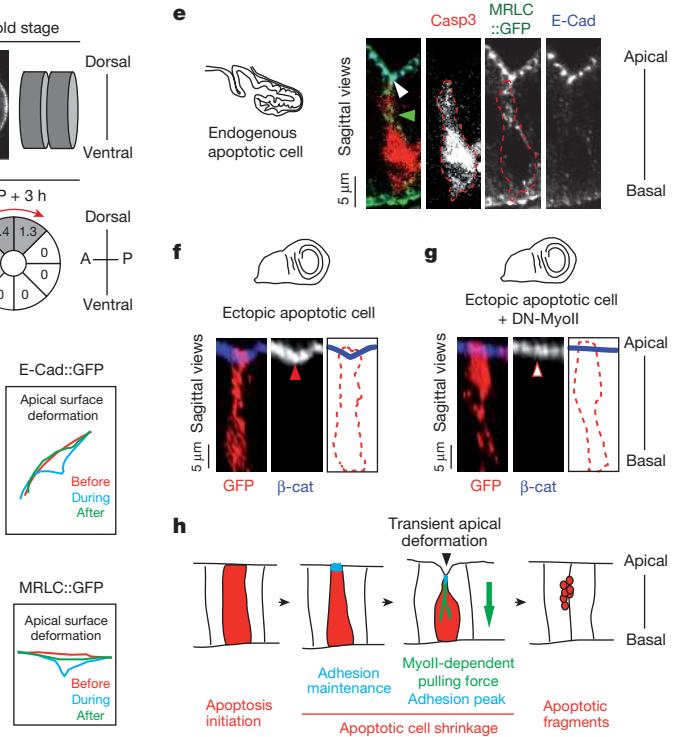 old stage
Dorsal
Ventral
P + 3 h
.4
1.3
0
0
0
0
Dorsal
A
P
Ventral
E-Cad::GFP
Apical surface
deformation
Before
During
After
MRLC::GFP
Apical surface
deformation
Before
During
After
e
Casp3
MRLC
::GFP
E-Cad
Endogenous
apoptotic cell
Sagittal views
5 µm
Apical
Basal
f
Ectopic apoptotic cell
Sagittal views
5 µm
GFP
β-cat
g
Ectopic apoptotic cell
+ DN-MyoII
Sagittal views
5 µm
GFP
β-cat
Apical
Basal
h
Transient apical
deformation
Apical
Basal
Apoptosis
initiation
Adhesion
maintenance
MyoII-dependent
pulling force
Adhesion peak
Apoptotic cell shrinkage
Apoptotic
fragments